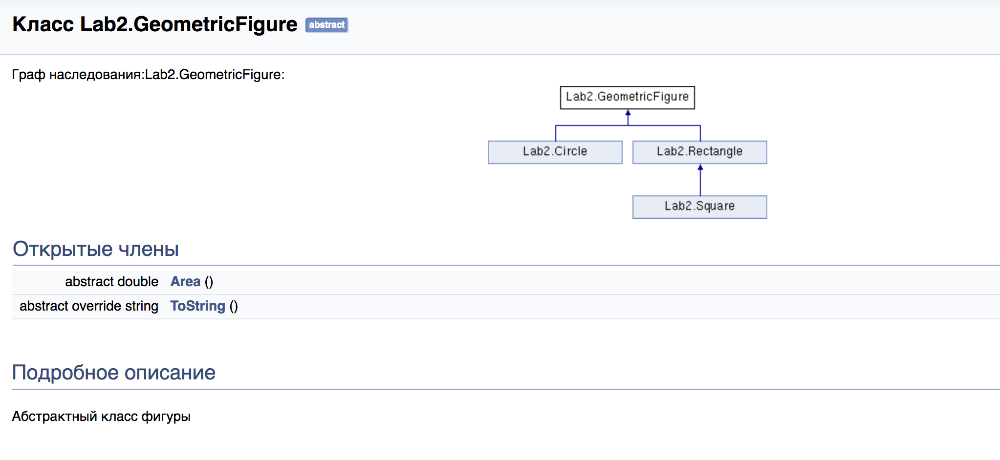 Класс Lab2.GeometricFigure abstract
Граф наследования:Lab2.GeometricFigure:
Lab2.GeometricFigure
Lab2.Circle Lab2.Rectangle
Lab2.Square
Открытые члены
abstract double Area ()
abstract override string ToString ()
Подробное описание
Абстрактный класс фигуры